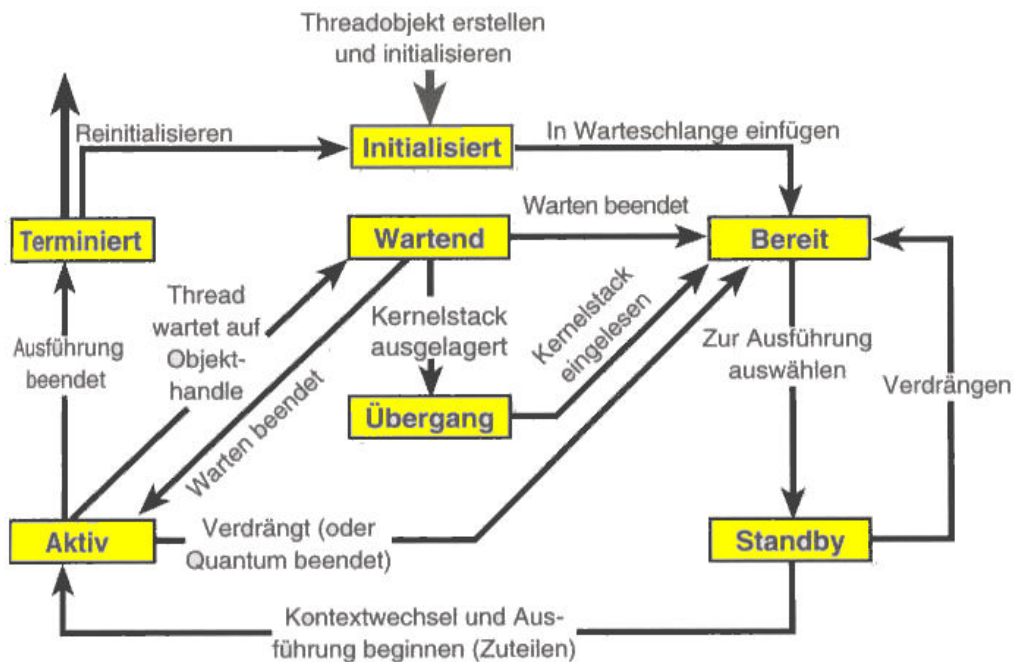 Threadobjekt erstellen
und initialisieren
Reinitialisieren
Initialisiert
In Warteschlange einfügen
Terminiert
Wartend
Warten beendet
Bereit
Thread
wartet auf
Objekt-
handle
Kernelstack
ausgelagert
Kernelstack
eingelesen
Zur Ausführung
auswählen
Verdrängen
Ausführung
beendet
Warten beendet
Übergang
Aktiv
Verdrängt (oder
Quantum beendet)
Standby
Kontextwechsel und Aus-
führung beginnen (Zuteilen)